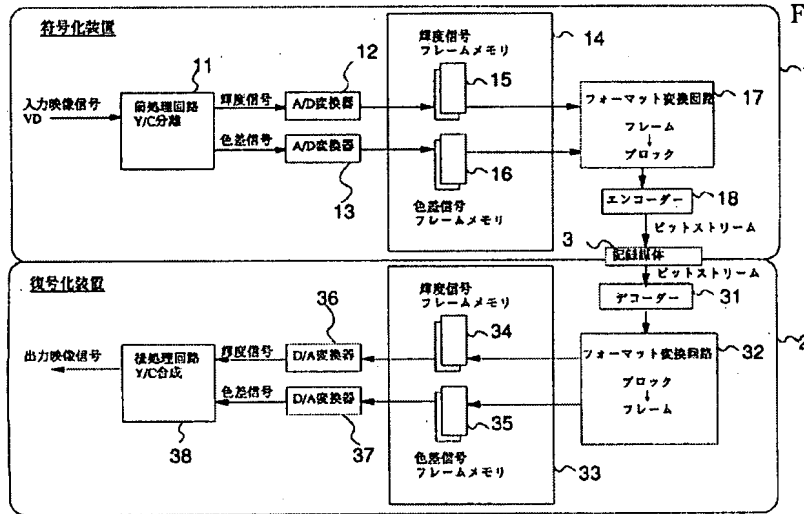 F
符号化装置
入力映像信号
VD
11
前処理回路
Y/C分離
輝度信号
色差信号
12
A/D変換器
A/D変換器
13
輝度信号
フレームメモリ
14
15
16
色差信号
フレームメモリ
フォーマット変換回路
フレーム
↓
ブロック
17
エンコーダー
18
ビットストリーム
3
記録媒体
ビットストリーム
デコーダー
31
復号化装置
出力映像信号
後処理回路
Y/C合成
38
輝度信号
色差信号
36
D/A変換器
D/A変換器
37
輝度信号
フレームメモリ
34
35
色差信号
フレームメモリ
33
フォーマット変換回路
ブロック
↓
フレーム
32
2